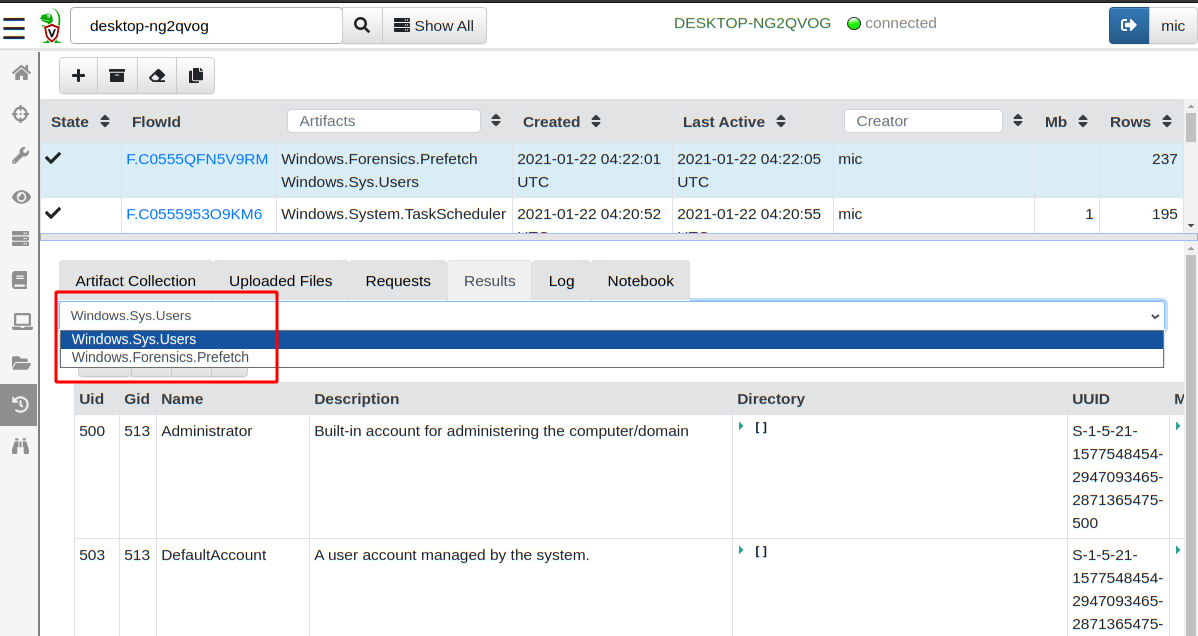 desktop-ng2qvog
Show All
DESKTOP-NG2QVOG
connected
mic
State
FlowId
Artifacts
Created
Last Active
Creator
Mb
Rows
F.C0555QFN5V9RM
Windows.Forensics.Prefetch
Windows.Sys.Users
2021-01-22 04:22:01
UTC
2021-01-22 04:22:05
UTC
mic
237
F.C0555953O9KM6
Windows.System.TaskScheduler
2021-01-22 04:20:52
UTC
2021-01-22 04:20:55
UTC
mic
1
195
Artifact Collection
Uploaded Files
Requests
Results
Log
Notebook
Windows.Sys.Users
Windows.Sys.Users
Windows.Forensics.Prefetch
Uid
Gid
Name
Description
Directory
UUID
M
500
513
Administrator
Built-in account for administering the computer/domain
[]
S-1-5-21-
1577548454-
2947093465-
2871365475-
500
503
513
DefaultAccount
A user account managed by the system.
[]
S-1-5-21-
1577548454-
2947093465-
2871365475-